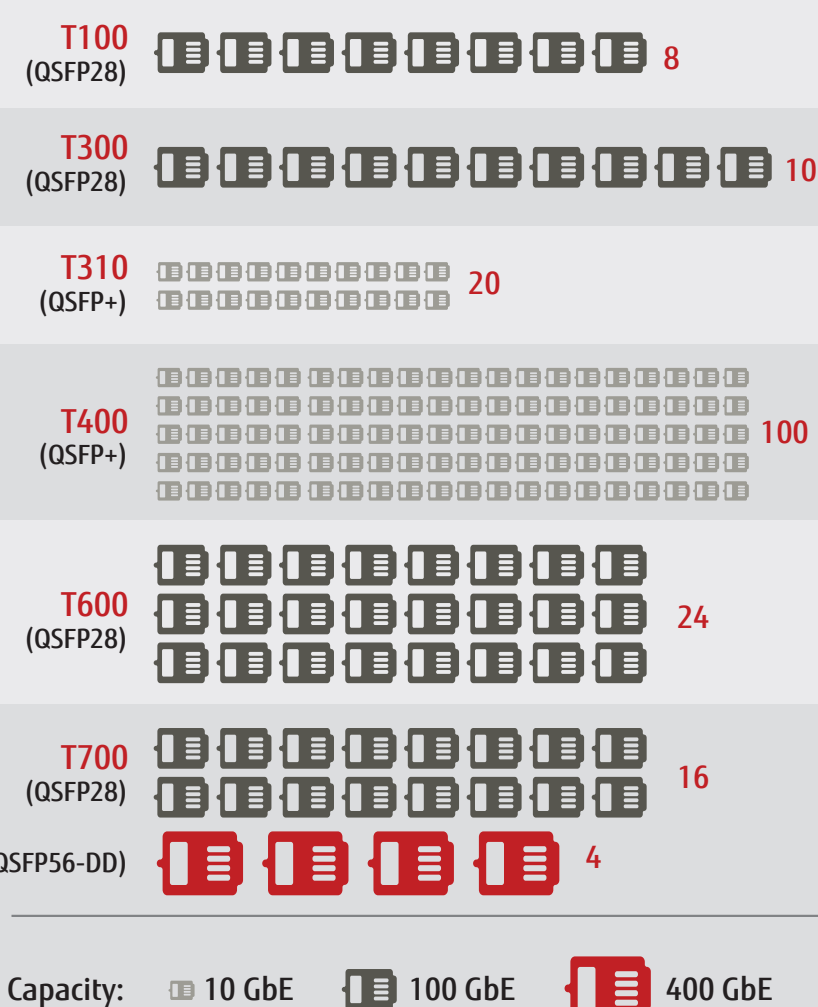 T100
(QSFP28)
8
T300
(QSFP28)
10
T310
(QSFP+)
20
T400
(QSFP+)
100
T600
(QSFP28)
24
T700
(QSFP28)
16
QSFP56-DD)
4
Capacity: 10 GbE 100 GbE 400 GbE